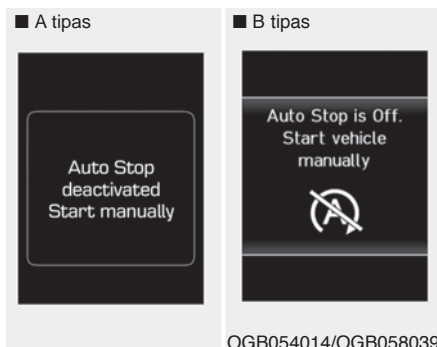 ■ A tipas
Auto Stop
deactivated
Start manually
■ B tipas
Auto Stop is Off.
Start vehicle
manually
A
OGB054014/OGB058039